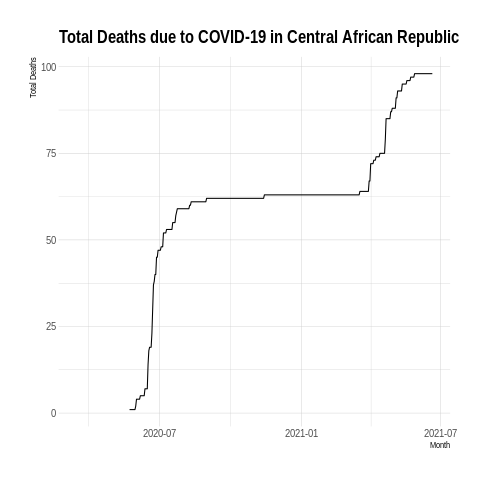 Total Deaths due to COVID-19 in Central African Republic
Total Deaths
100
75
50
25
0
2020-07
2021-01
2021-07
Month